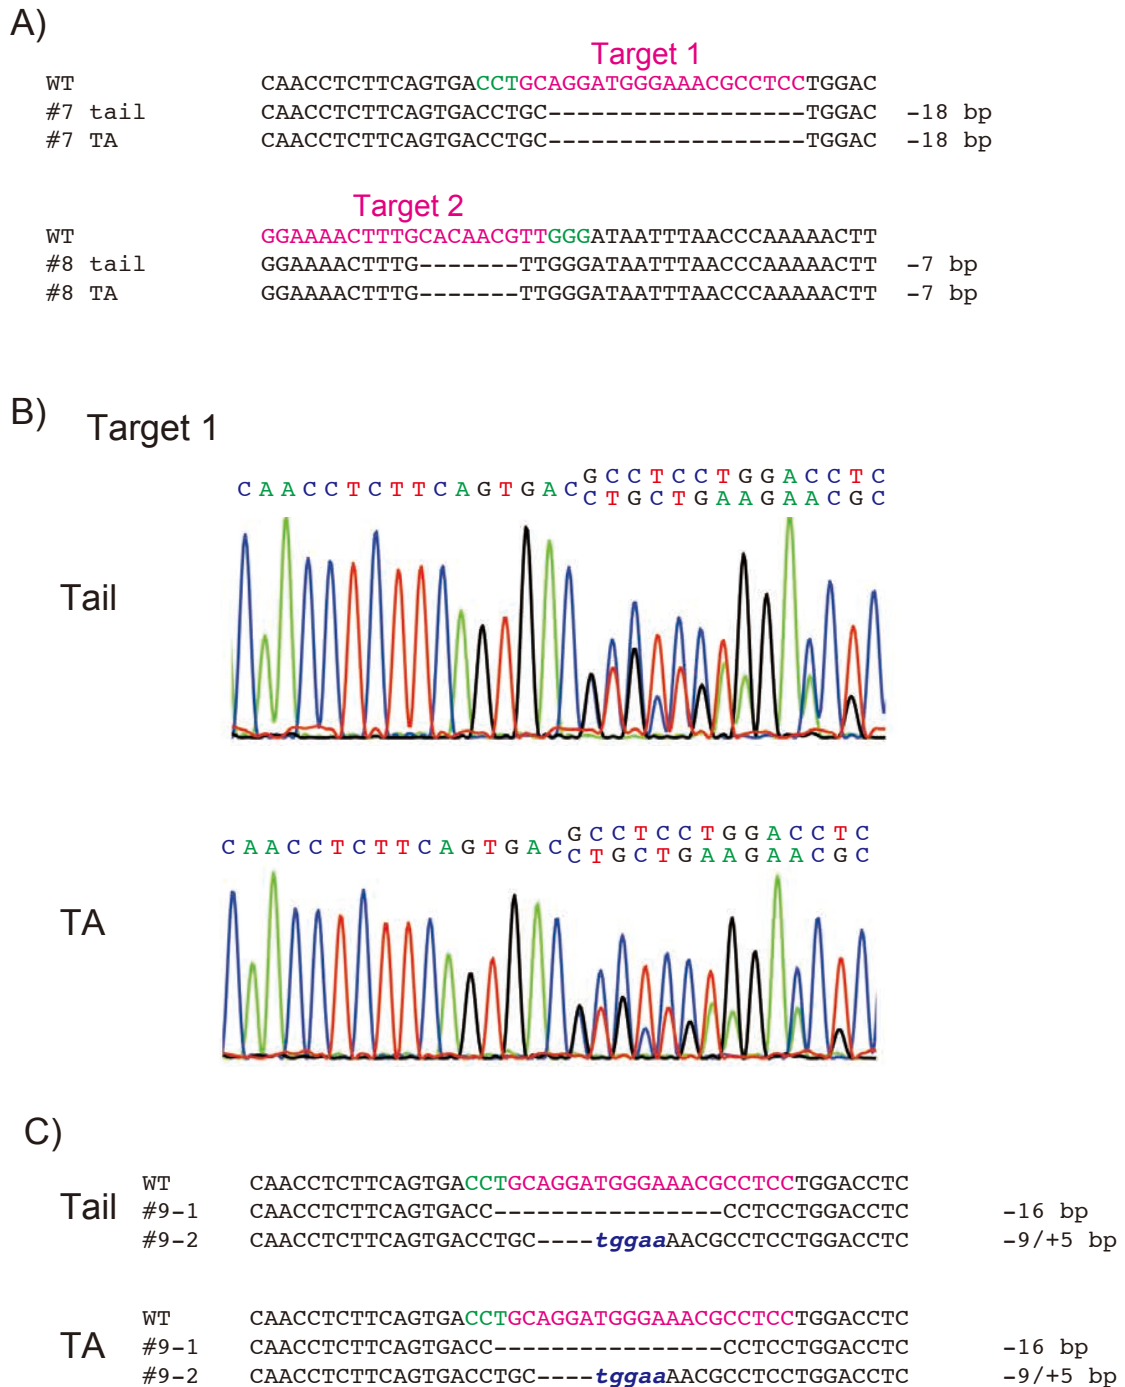 A)
Target 1
WT CAACCTCTTCAGTGACCTGCAGGATGGGAAACGCCTCCTGGAC
#7 tail CAACCTCTTCAGTGACCTGC------------------TGGAC -18 bp
#7 TA CAACCTCTTCAGTGACCTGC------------------TGGAC -18 bp
Target 2
WT GGAAAACTTTGCACAACGTTGGGATAATTTAACCCAAAAACTT
#8 tail GGAAAACTTTG-------TTGGGATAATTTAACCCAAAAACTT -7 bp
#8 TA GGAAAACTTTG-------TTGGGATAATTTAACCCAAAAACTT -7 bp
B)
Target 1
GCCTCCTGGACCTC
CAACCTCTTCAGTGAC
CTGCTGAAGAACGC
Tail
GCCTCCTGGACCTC
CAACCTCTTCAGTGAC
CTGCTGAAGAACGC
TA
C)
WT CAACCTCTTCAGTGACCTGCAGGATGGGAAACGCCTCCTGGACCTC
Tail #9-1 CAACCTCTTCAGTGACC----------------CCTCCTGGACCTC -16 bp
#9-2 CAACCTCTTCAGTGACCTGC----tggaaAACGCCTCCTGGACCTC -9/+5 bp
WT CAACCTCTTCAGTGACCTGCAGGATGGGAAACGCCTCCTGGACCTC
TA #9-1 CAACCTCTTCAGTGACC----------------CCTCCTGGACCTC -16 bp
#9-2 CAACCTCTTCAGTGACCTGC----tggaaAACGCCTCCTGGACCTC -9/+5 bp